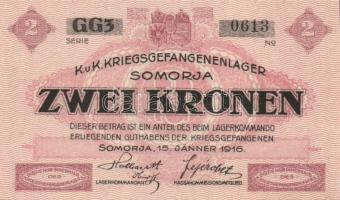 2 GG3 0613 2
SERIE No
K.u.K. KRIEGSGEFANGENENLAGER
SOMORJA
ZWEI KRONEN
DIESER BETRAG IST EIN ANTEIL DES BEIM LAGERKOMMANDO
ERLIEGENDEN GUTHABENS DER KRIEGSGEFANGENEN.
SOMORJA, 15. JÄNNER 1916.
LAGERKOMMANDANT. KASSAKOMMISSIONSMITGLIED.